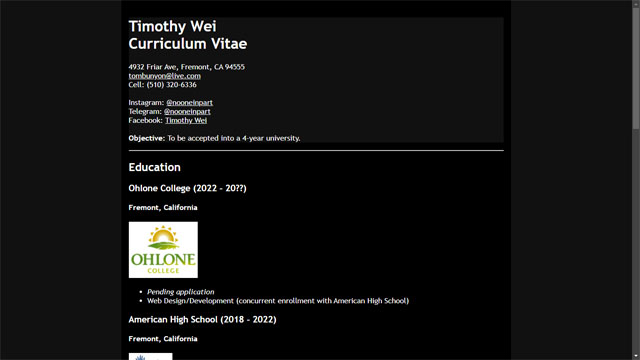 Timothy Wei
Curriculum Vitae
4932 Friar Ave, Fremont, CA 94555
tombunyon@live.com
Cell: (510) 320-6336
Instagram: @nooneinpart
Telegram: @nooneinpart
Facebook: Timothy Wei
Objective: To be accepted into a 4-year university.
Education
Ohlone College (2022 - 20??)
Fremont, California
OHLONE
COLLEGE
Pending application
Web Design/Development (concurrent enrollment with American High School)
American High School (2018 - 2022)
Fremont, California